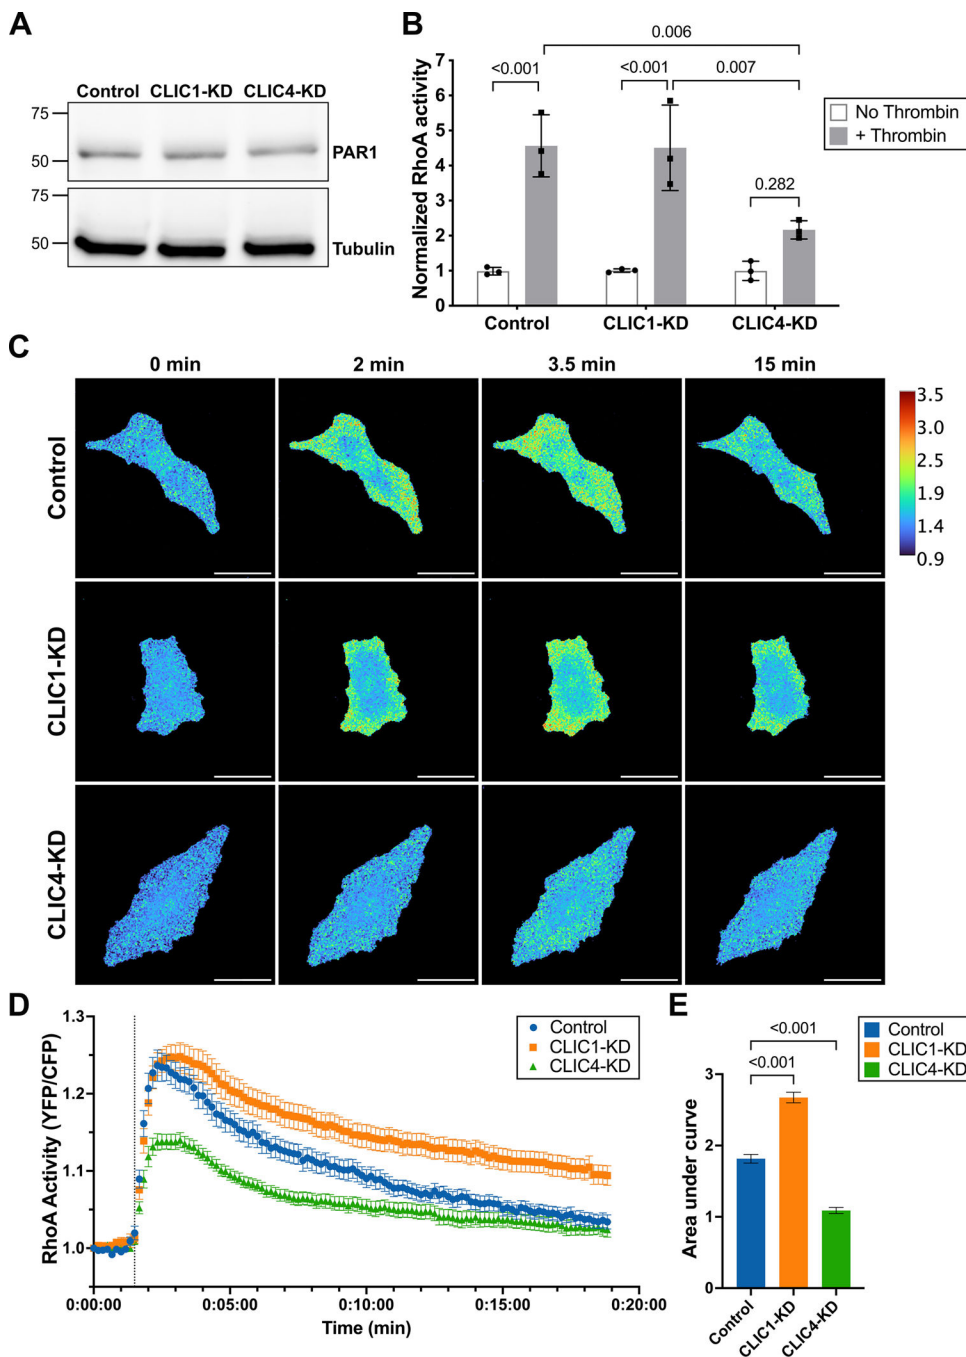 A
Control CLIC1-KD CLIC4-KD
75
50
PAR1
75
50
Tubulin
B
Normalized RhoA activity
7
6
5
4
3
2
1
0
0.006
<0.001
<0.001
0.007
0.282
No Thrombin
+ Thrombin
Control CLIC1-KD CLIC4-KD
C
0 min 2 min 3.5 min 15 min
Control
CLIC1-KD
CLIC4-KD
3.5
3.0
2.5
1.9
1.4
0.9
D
RhoA Activity (YFP/CFP)
1.3
1.2
1.1
1.0
Control
CLIC1-KD
CLIC4-KD
0:00:00 0:05:00 0:10:00 0:15:00 0:20:00
Time (min)
E
Control
CLIC1-KD
CLIC4-KD
<0.001
<0.001
Area under curve
3
2
1
0
Control CLIC1-KD CLIC4-KD